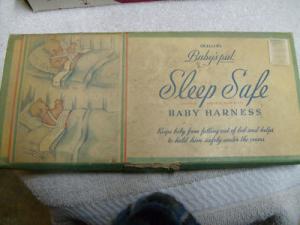 Baby's pal
Sleep Safe
BABY HARNESS
Keeps baby from falling out of bed and helps
to hold him safely under the covers